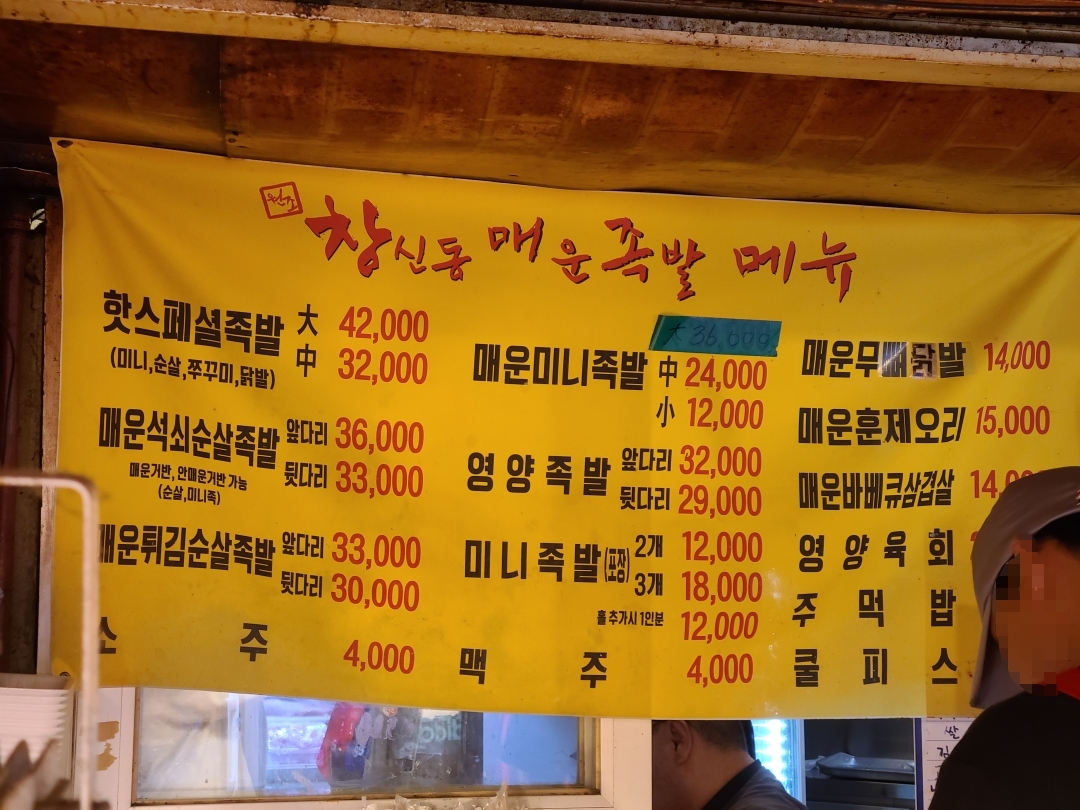 원조 창신동 매운족발 메뉴
핫스페셜족발 大 42,000
(미니,순살,쭈꾸미,닭발) 中 32,000
매운석쇠순살족발 앞다리 36,000
뒷다리 33,000
매운거반, 안매운거반 가능
(순살,미니족)
매운튀김순살족발 앞다리 33,000
뒷다리 30,000
소주 4,000
大 36,000
매운미니족발 中 24,000
小 12,000
영양족발 앞다리 32,000
뒷다리 29,000
미니족발(포장) 2개 12,000
3개 18,000
홀 추가시 1인분 12,000
맥주 4,000
매운무뼈닭발 14,000
매운훈제오리 15,000
매운바베큐삼겹살
영양육회
주먹밥
쿨피스
쌀